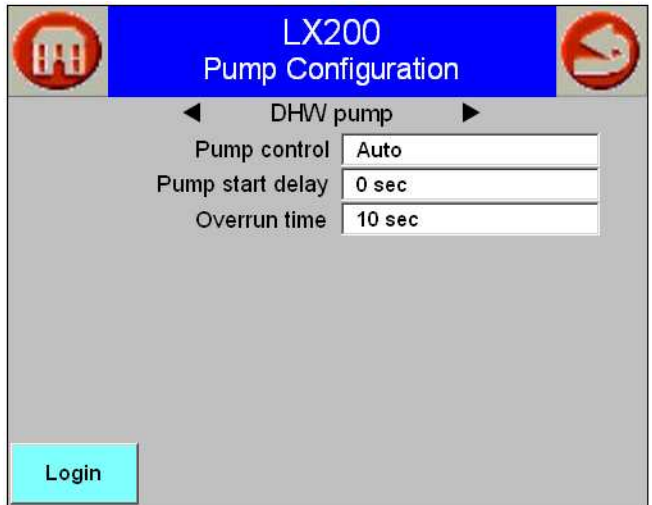 LX200
Pump Configuration
◄ DHW pump ►
Pump control Auto
Pump start delay 0 sec
Overrun time 10 sec
Login